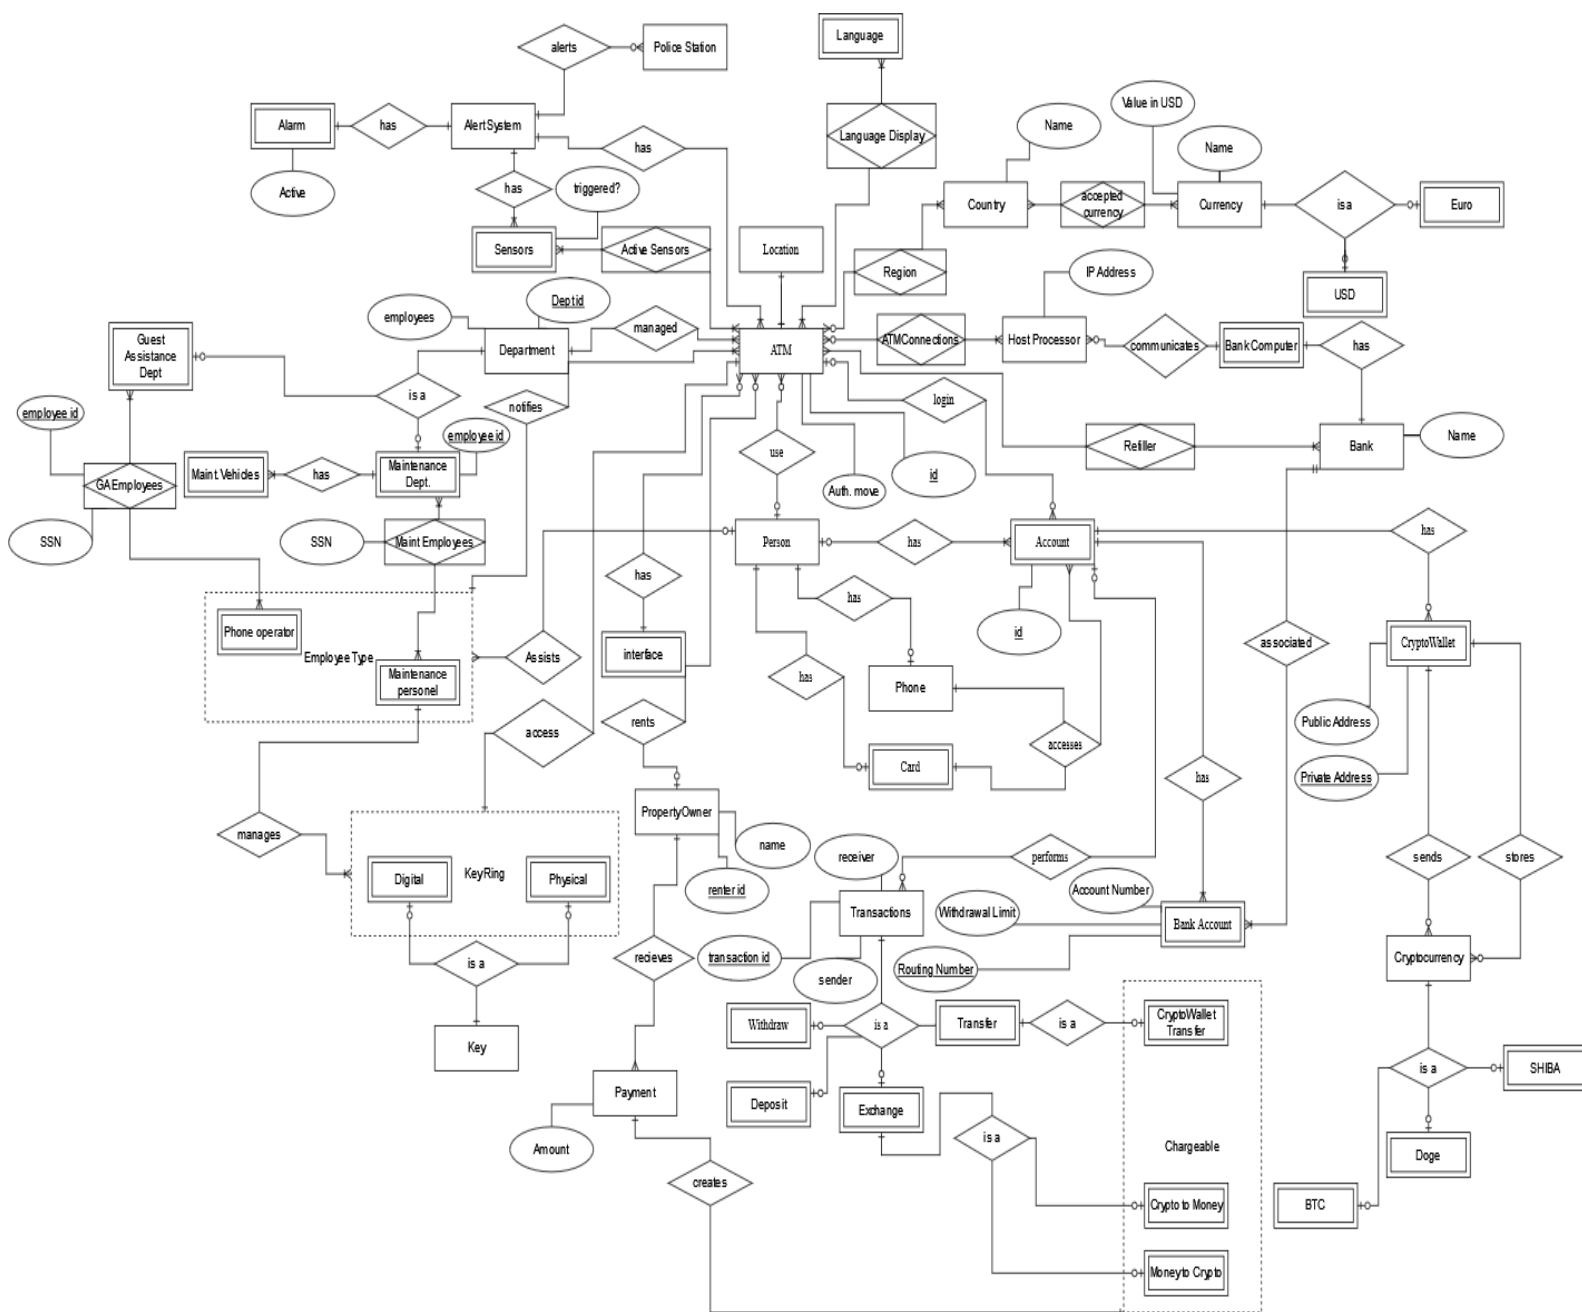 alerts
Police Station
Language
Alarm
has
Alert System
has
Language Display
Value in USD
Name
Name
Active
has
triggered?
Country
accepted
currency
Currency
is a
Euro
Sensors
Active Sensors
Location
Region
IP Address
USD
employees
Dept id
managed
Guest
Assistance
Dept
Department
ATM
ATMConnections
Host Processor
communicates
Bank Computer
has
is a
notifies
login
employee id
employee id
use
Refiller
Bank
Name
GA Employees
Maint. Vehicles
has
Maintenance
Dept.
Auth. move
id
SSN
SSN
Maint Employees
Person
has
Account
has
has
has
Phone operator
Employee Type
Maintenance
personel
Assists
interface
id
associated
CryptoWallet
has
Phone
rents
access
accesses
Public Address
Card
Private Address
has
PropertyOwner
manages
name
receiver
performs
sends
stores
Digital
KeyRing
Physical
renter id
Transactions
Withdrawal Limit
Account Number
Bank Account
is a
recieves
transaction id
sender
Routing Number
Cryptocurrency
Key
Withdraw
is a
Transfer
is a
CryptoWallet
Transfer
is a
SHIBA
Payment
Deposit
Exchange
Amount
is a
Chargeable
Doge
creates
Crypto to Money
BTC
Money to Crypto